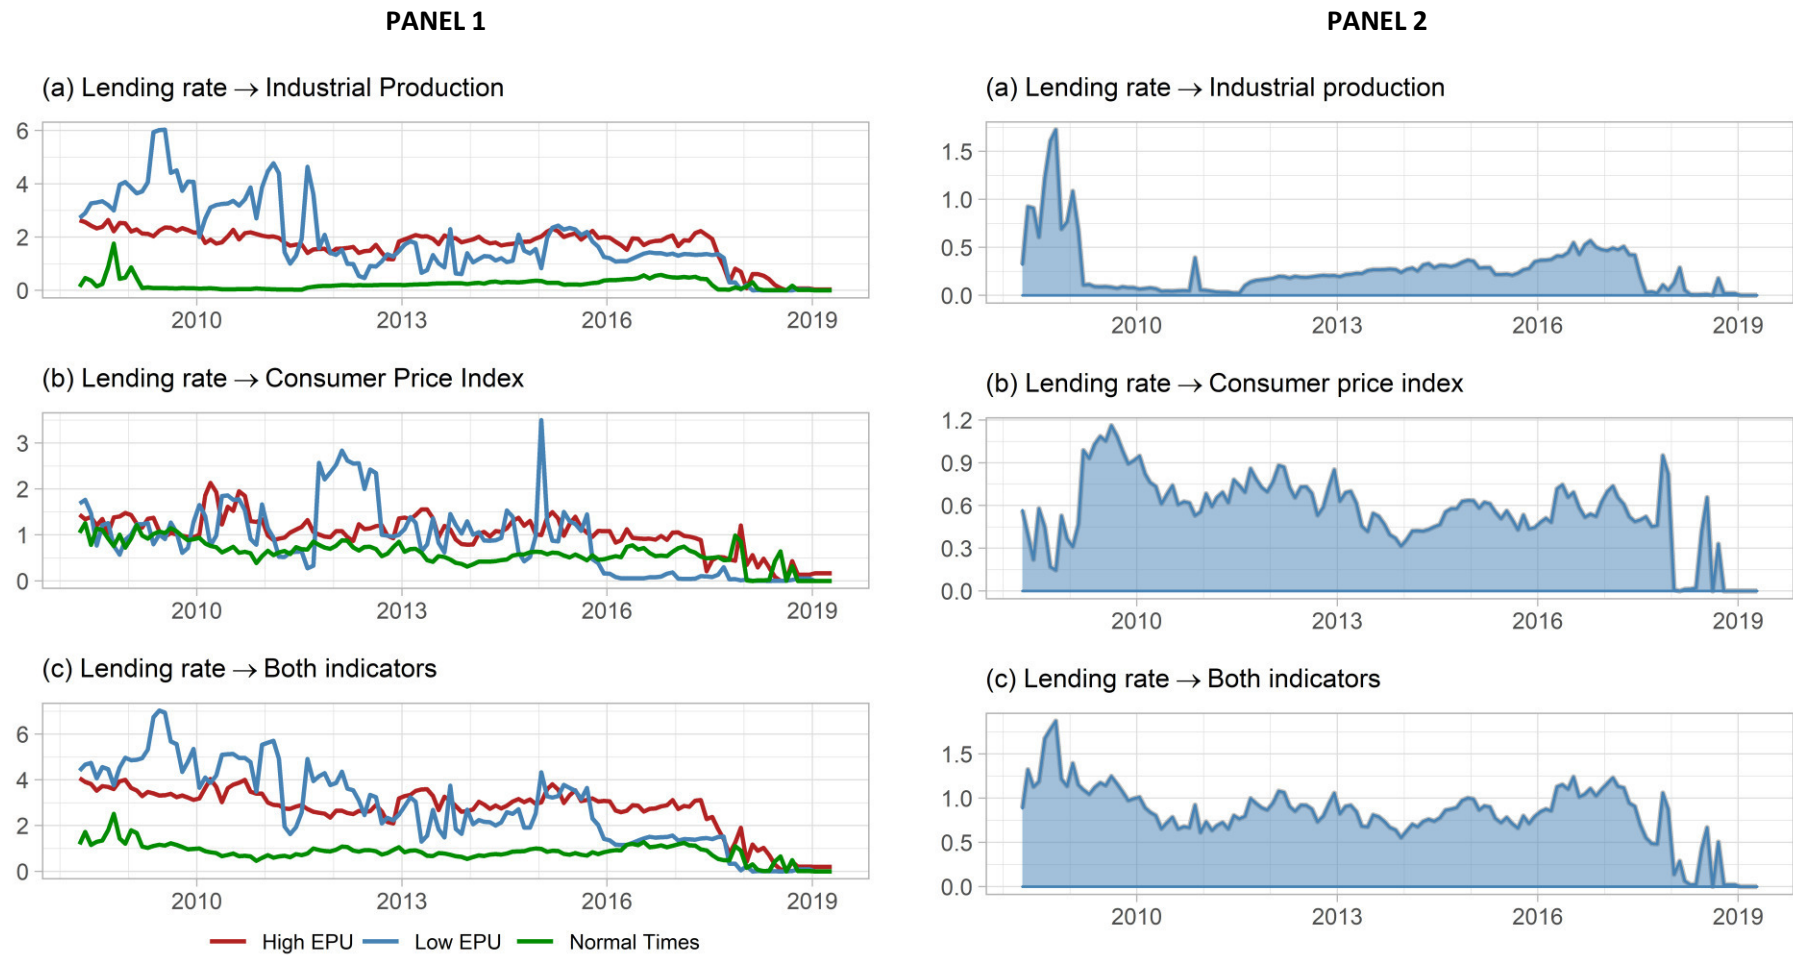 PANEL 1
(a) Lending rate → Industrial Production
6
4
2
0
2010 2013 2016 2019
(b) Lending rate → Consumer Price Index
3
2
1
0
2010 2013 2016 2019
(c) Lending rate → Both indicators
6
4
2
0
2010 2013 2016 2019
High EPU Low EPU Normal Times
PANEL 2
(a) Lending rate → Industrial production
1.5
1.0
0.5
0.0
2010 2013 2016 2019
(b) Lending rate → Consumer price index
1.2
0.9
0.6
0.3
0.0
2010 2013 2016 2019
(c) Lending rate → Both indicators
1.5
1.0
0.5
0.0
2010 2013 2016 2019